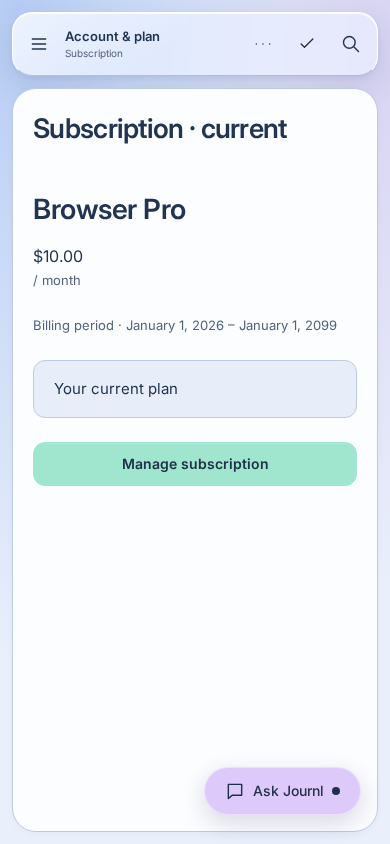 Account & plan
Subscription
Subscription · current
Browser Pro
$10.00
/ month
Billing period · January 1, 2026 – January 1, 2099
Your current plan
Manage subscription
Ask Journl